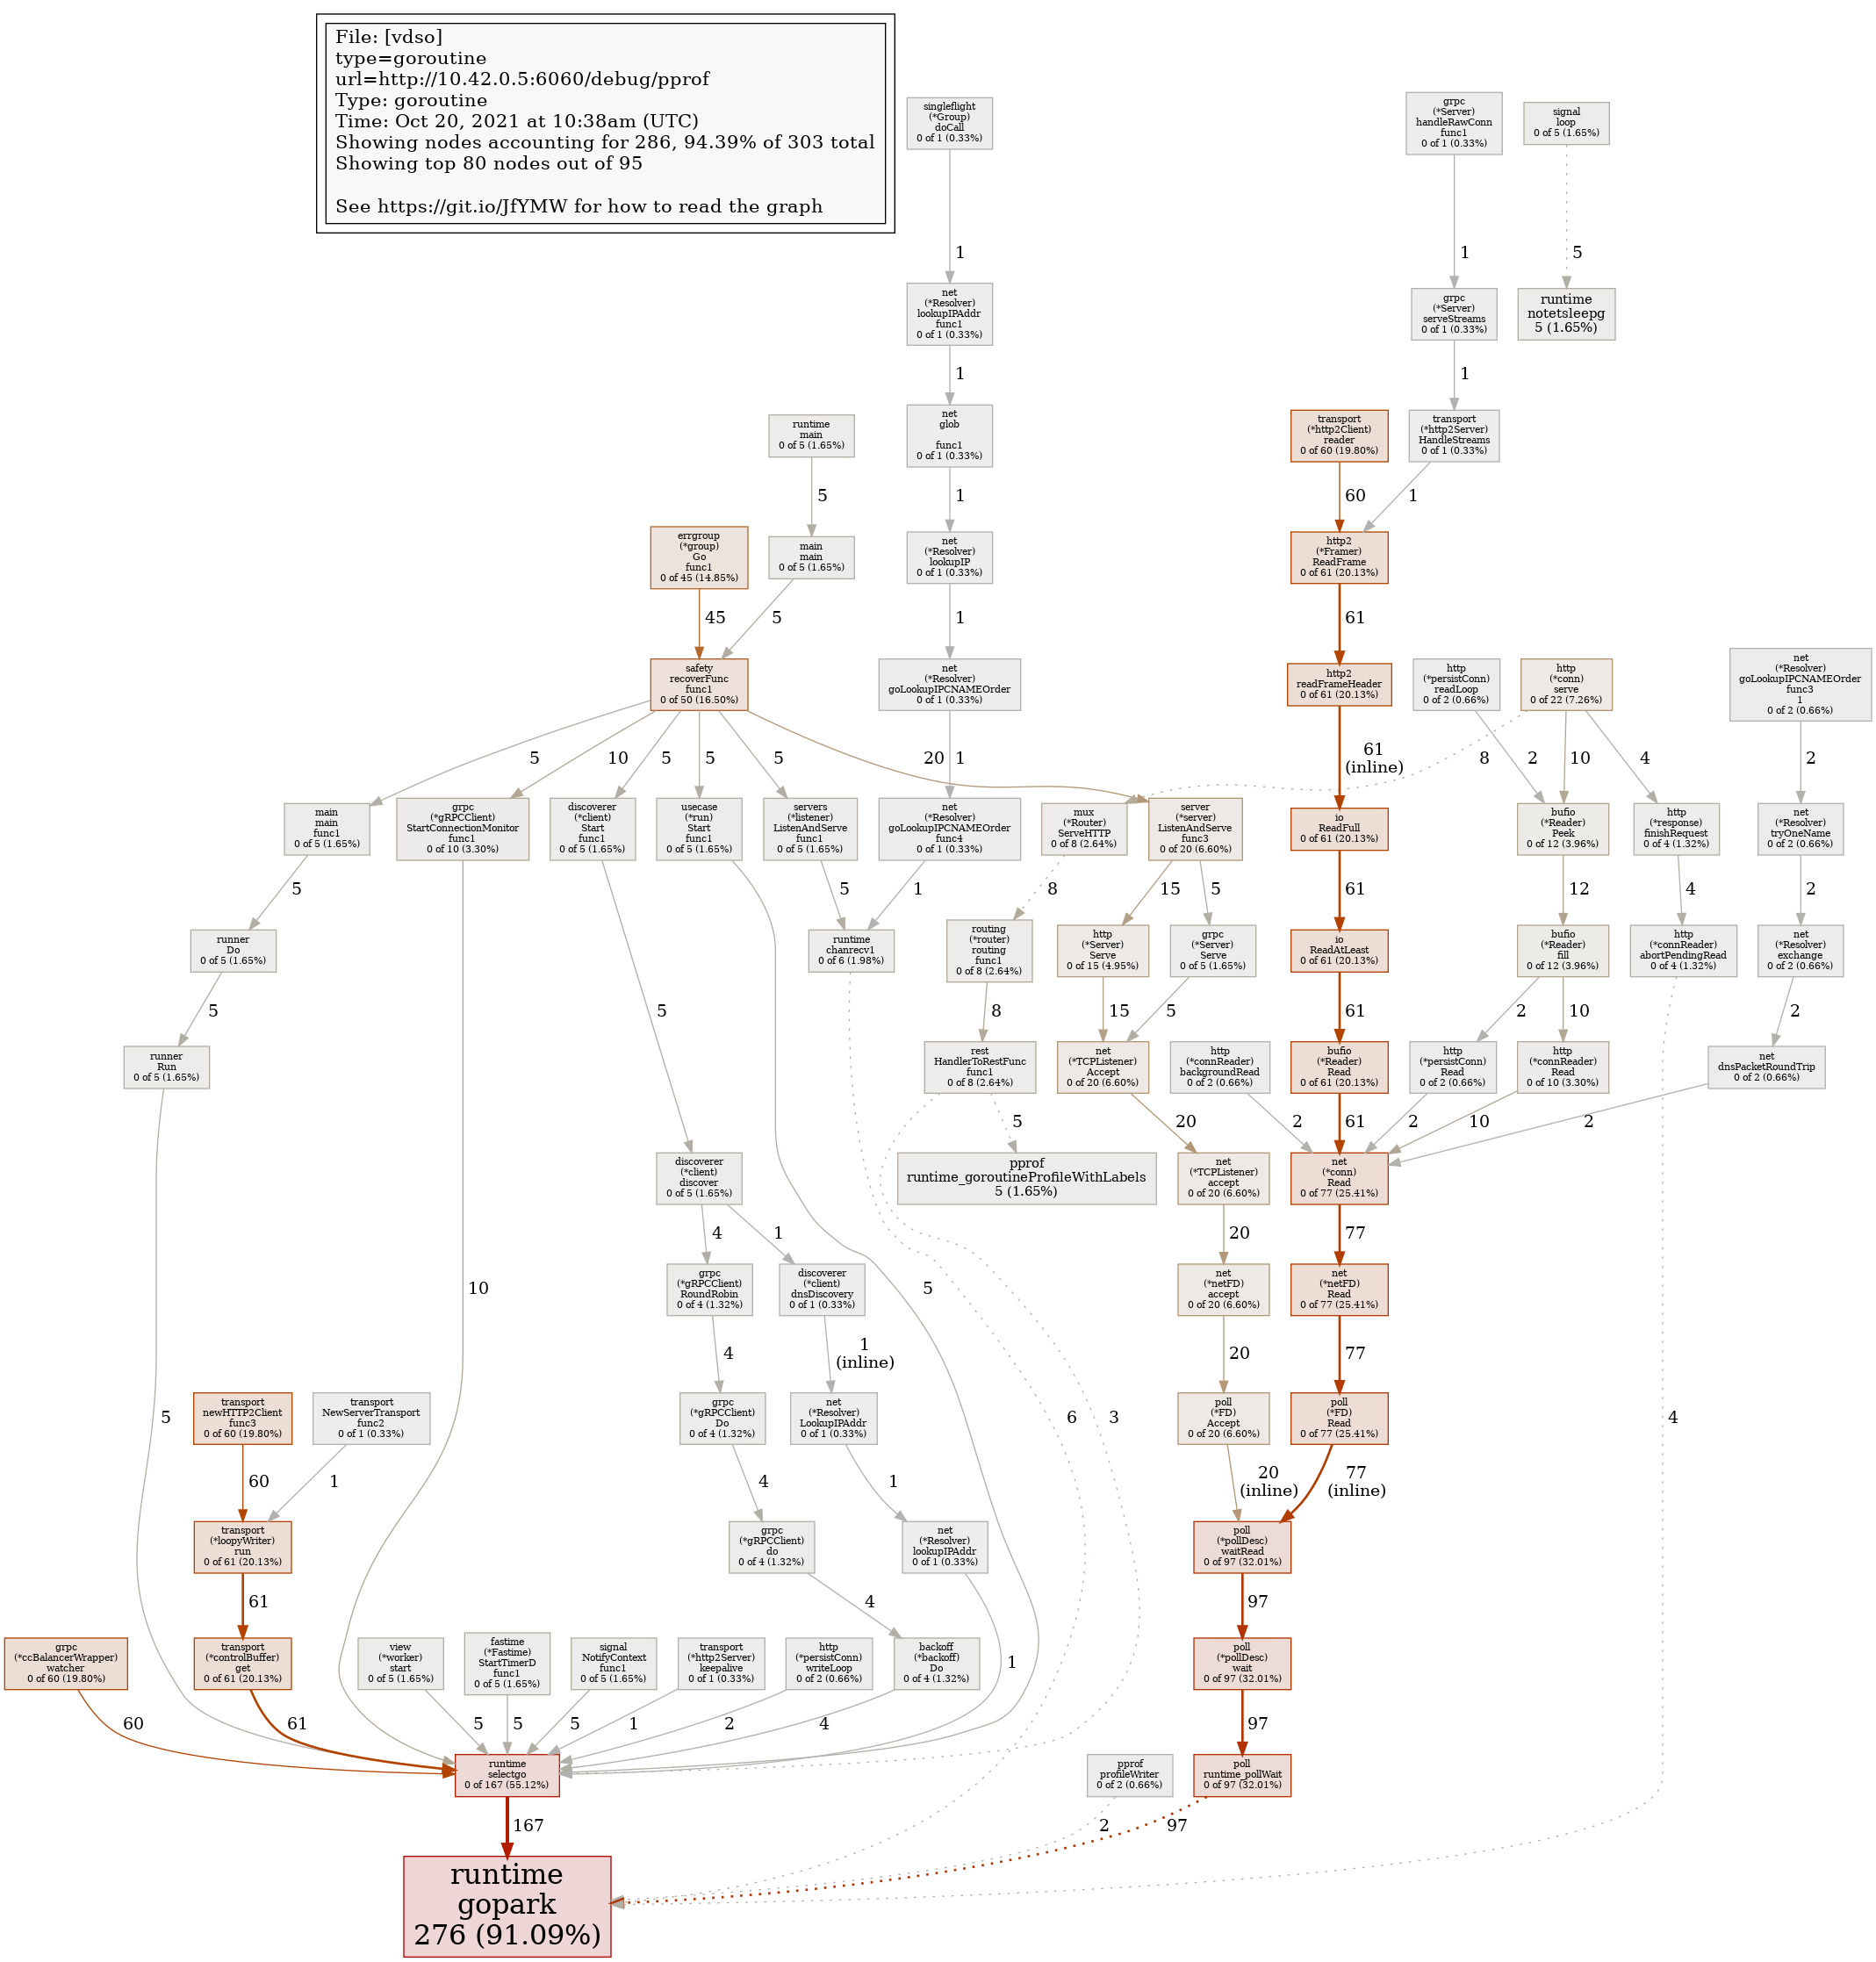 File: [vdso]
type=goroutine
url=http://10.42.0.5:6060/debug/pprof
Type: goroutine
Time: Oct 20, 2021 at 10:38am (UTC)
Showing nodes accounting for 286, 94.39% of 303 total
Showing top 80 nodes out of 95
See https://git.io/JfYMW for how to read the graph
singleflight
(*Group)
doCall
0 of 1 (0.33%)
grpc
(*Server)
handleRawConn
func1
0 of 1 (0.33%)
signal
loop
0 of 5 (1.65%)
1
1
5
net
(*Resolver)
lookupIPAddr
func1
0 of 1 (0.33%)
grpc
(*Server)
serveStreams
0 of 1 (0.33%)
runtime
notetsleepg
5 (1.65%)
1
1
runtime
main
0 of 5 (1.65%)
net
glob
func1
0 of 1 (0.33%)
transport
(*http2Client)
reader
0 of 60 (19.80%)
transport
(*http2Server)
HandleStreams
0 of 1 (0.33%)
5
1
60
1
errgroup
(*group)
Go
func1
0 of 45 (14.85%)
main
main
0 of 5 (1.65%)
net
(*Resolver)
lookupIP
0 of 1 (0.33%)
http2
(*Framer)
ReadFrame
0 of 61 (20.13%)
45
5
1
61
safety
recoverFunc
func1
0 of 50 (16.50%)
net
(*Resolver)
goLookupIPCNAMEOrder
0 of 1 (0.33%)
http2
readFrameHeader
0 of 61 (20.13%)
http
(*persistConn)
readLoop
0 of 2 (0.66%)
http
(*conn)
serve
0 of 22 (7.26%)
net
(*Resolver)
goLookupIPCNAMEOrder
func3
1
0 of 2 (0.66%)
5
10
5
5
5
20
1
61
(inline)
8
2
10
4
2
main
main
func1
0 of 5 (1.65%)
grpc
(*gRPCClient)
StartConnectionMonitor
func1
0 of 10 (3.30%)
discoverer
(*client)
Start
func1
0 of 5 (1.65%)
usecase
(*run)
Start
func1
0 of 5 (1.65%)
servers
(*listener)
ListenAndServe
func1
0 of 5 (1.65%)
net
(*Resolver)
goLookupIPCNAMEOrder
func4
0 of 1 (0.33%)
mux
(*Router)
ServeHTTP
0 of 8 (2.64%)
server
(*server)
ListenAndServe
func3
0 of 20 (6.60%)
io
ReadFull
0 of 61 (20.13%)
bufio
(*Reader)
Peek
0 of 12 (3.96%)
http
(*response)
finishRequest
0 of 4 (1.32%)
net
(*Resolver)
tryOneName
0 of 2 (0.66%)
5
5
1
8
15
5
61
12
4
2
runner
Do
0 of 5 (1.65%)
runtime
chanrecv1
0 of 6 (1.98%)
routing
(*router)
routing
func1
0 of 8 (2.64%)
http
(*Server)
Serve
0 of 15 (4.95%)
grpc
(*Server)
Serve
0 of 5 (1.65%)
io
ReadAtLeast
0 of 61 (20.13%)
bufio
(*Reader)
fill
0 of 12 (3.96%)
http
(*connReader)
abortPendingRead
0 of 4 (1.32%)
net
(*Resolver)
exchange
0 of 2 (0.66%)
5
5
8
15
5
61
2
10
2
runner
Run
0 of 5 (1.65%)
rest
HandlerToRestFunc
func1
0 of 8 (2.64%)
net
(*TCPListener)
Accept
0 of 20 (6.60%)
http
(*connReader)
backgroundRead
0 of 2 (0.66%)
bufio
(*Reader)
Read
0 of 61 (20.13%)
http
(*persistConn)
Read
0 of 2 (0.66%)
http
(*connReader)
Read
0 of 10 (3.30%)
net
dnsPacketRoundTrip
0 of 2 (0.66%)
5
20
2
61
2
10
2
discoverer
(*client)
discover
0 of 5 (1.65%)
pprof
runtime_goroutineProfileWithLabels
5 (1.65%)
net
(*TCPListener)
accept
0 of 20 (6.60%)
net
(*conn)
Read
0 of 77 (25.41%)
4
1
20
77
10
5
grpc
(*gRPCClient)
RoundRobin
0 of 4 (1.32%)
discoverer
(*client)
dnsDiscovery
0 of 1 (0.33%)
net
(*netFD)
accept
0 of 20 (6.60%)
net
(*netFD)
Read
0 of 77 (25.41%)
4
1
(inline)
20
77
transport
newHTTP2Client
func3
0 of 60 (19.80%)
transport
NewServerTransport
func2
0 of 1 (0.33%)
grpc
(*gRPCClient)
Do
0 of 4 (1.32%)
net
(*Resolver)
LookupIPAddr
0 of 1 (0.33%)
poll
(*FD)
Accept
0 of 20 (6.60%)
poll
(*FD)
Read
0 of 77 (25.41%)
5
6
3
4
60
1
4
1
20
(inline)
77
(inline)
transport
(*loopyWriter)
run
0 of 61 (20.13%)
grpc
(*gRPCClient)
do
0 of 4 (1.32%)
net
(*Resolver)
lookupIPAddr
0 of 1 (0.33%)
poll
(*pollDesc)
waitRead
0 of 97 (32.01%)
61
4
97
grpc
(*ccBalancerWrapper)
watcher
0 of 60 (19.80%)
transport
(*controlBuffer)
get
0 of 61 (20.13%)
view
(*worker)
start
0 of 5 (1.65%)
fastime
(*Fastime)
StartTimerD
func1
0 of 5 (1.65%)
signal
NotifyContext
func1
0 of 5 (1.65%)
transport
(*http2Server)
keepalive
0 of 1 (0.33%)
http
(*persistConn)
writeLoop
0 of 2 (0.66%)
backoff
(*backoff)
Do
0 of 4 (1.32%)
1
poll
(*pollDesc)
wait
0 of 97 (32.01%)
60
61
5
5
5
1
2
4
97
runtime
selectgo
0 of 167 (55.12%)
pprof
profileWriter
0 of 2 (0.66%)
poll
runtime_pollWait
0 of 97 (32.01%)
167
2
97
runtime
gopark
276 (91.09%)